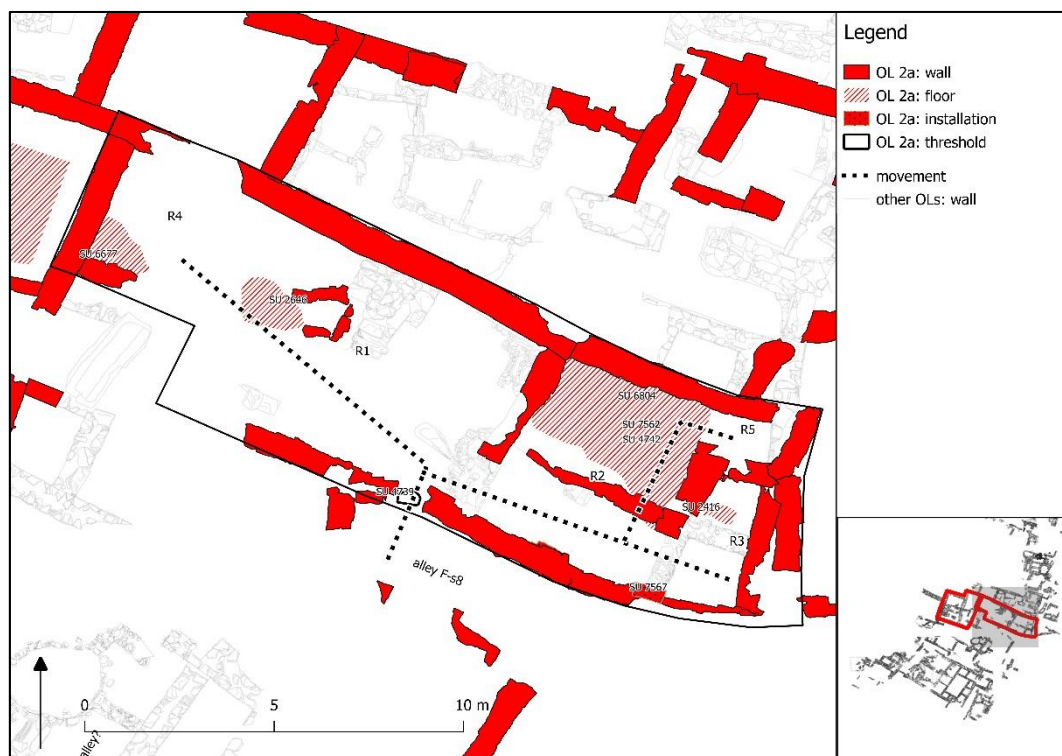 Legend
OL 2a: wall
OL 2a: floor
OL 2a: installation
OL 2a: threshold
movement
other OLs: wall
R4
SU 6677
SU 2646
R1
SU 6804
SU 7562
R5
SU 4742
R2
SU 4739
SU 2416
R3
alley F-s8
SU 7567
0 5 10 m
alley?